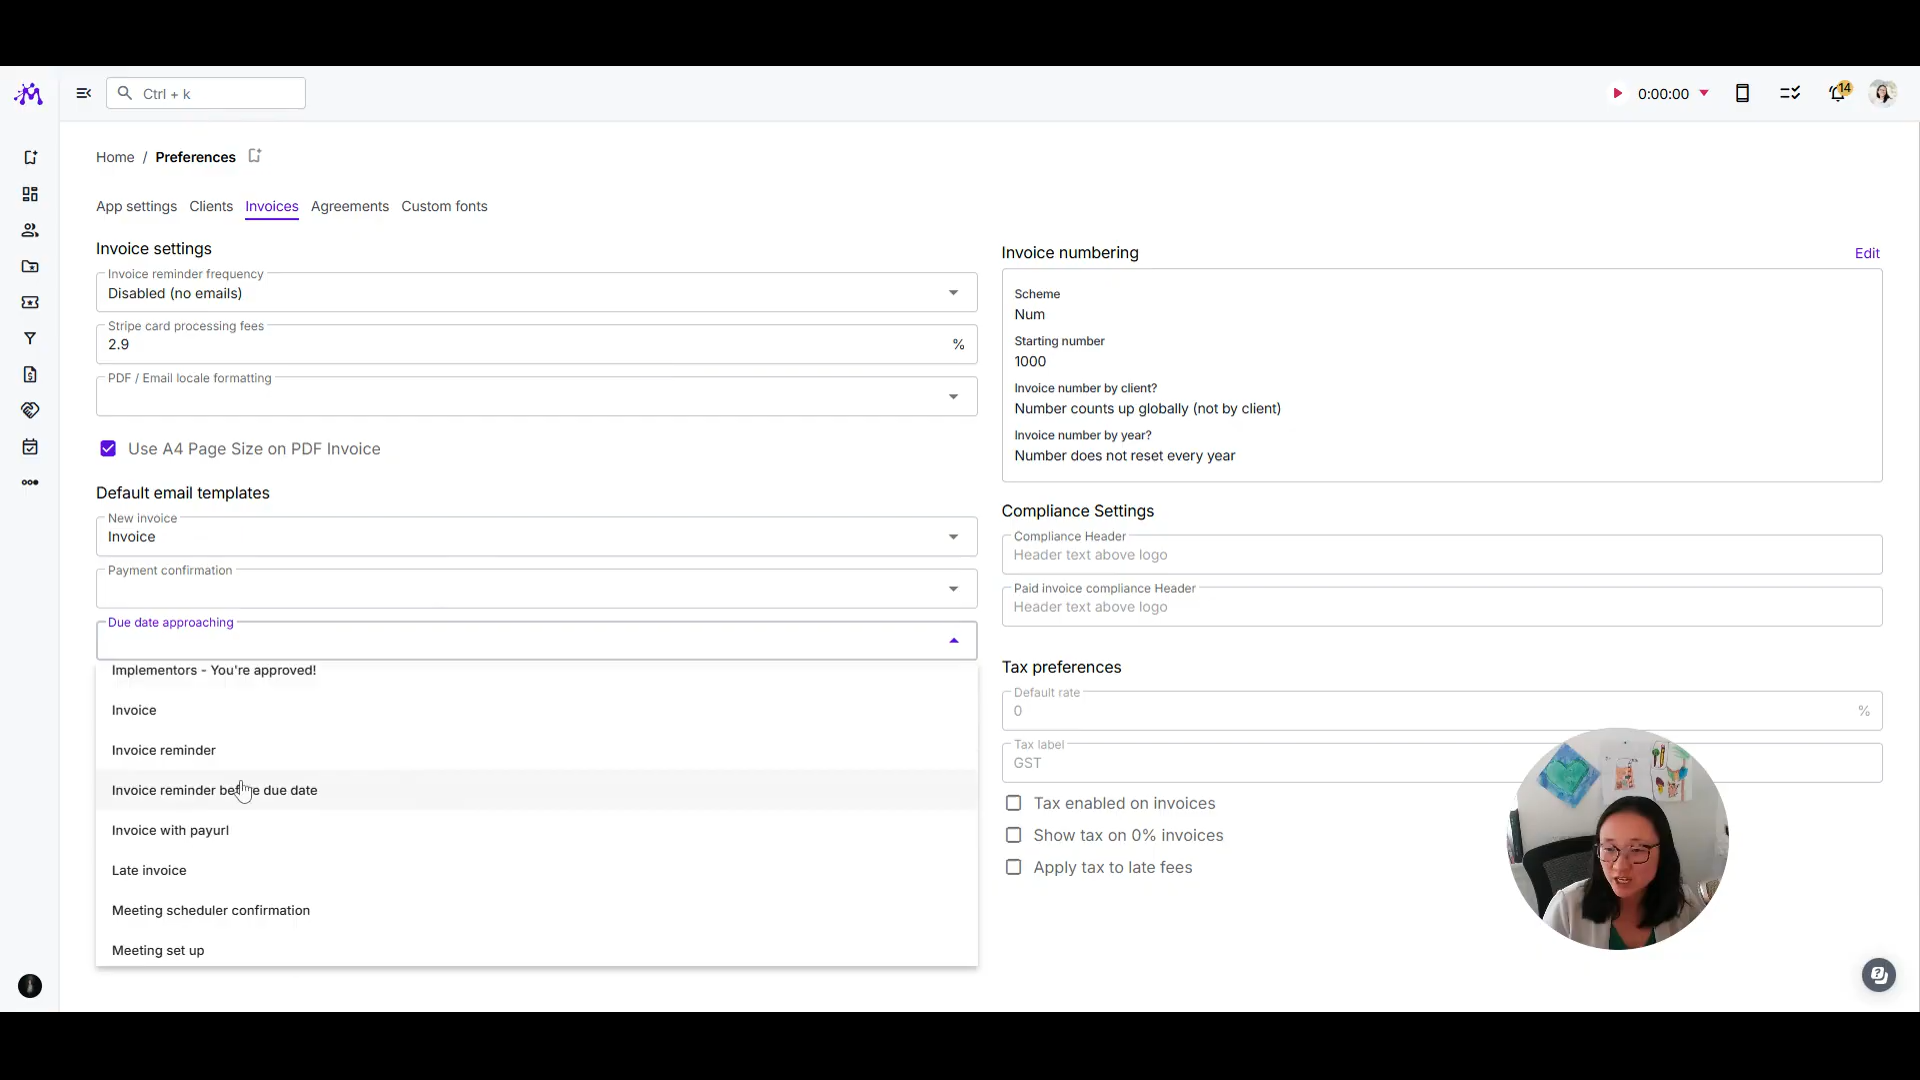 Ctrl + k
0:00:00
14
Home / Preferences
App settings Clients Invoices Agreements Custom fonts
Invoice settings
Invoice reminder frequency
Disabled (no emails)
Stripe card processing fees
2.9 %
PDF / Email locale formatting
Use A4 Page Size on PDF Invoice
Default email templates
New invoice
Invoice
Payment confirmation
Due date approaching
Implementors - You're approved!
Invoice
Invoice reminder
Invoice reminder before due date
Invoice with payurl
Late invoice
Meeting scheduler confirmation
Meeting set up
Invoice numbering Edit
Scheme
Num
Starting number
1000
Invoice number by client?
Number counts up globally (not by client)
Invoice number by year?
Number does not reset every year
Compliance Settings
Compliance Header
Header text above logo
Paid invoice compliance Header
Header text above logo
Tax preferences
Default rate
0 %
Tax label
GST
Tax enabled on invoices
Show tax on 0% invoices
Apply tax to late fees